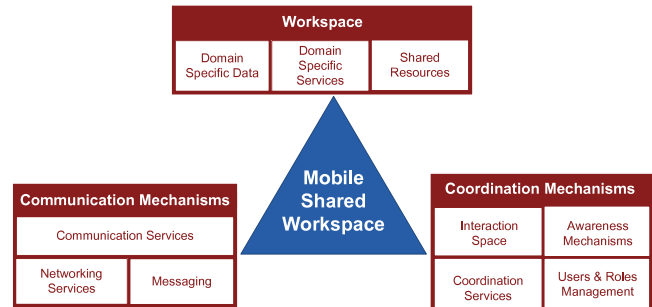 Workspace
Domain
Specific Data
Domain
Specific
Services
Shared
Resources
Mobile
Shared
Workspace
Communication Mechanisms
Communication Services
Networking
Services
Messaging
Coordination Mechanisms
Interaction
Space
Awareness
Mechanisms
Coordination
Services
Users & Roles
Management